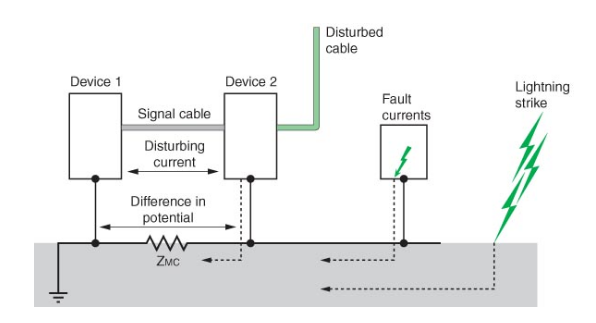 Disturbed
cable
Device 1
Device 2
Lightning
strike
Fault
currents
Signal cable
Disturbing
current
Difference in
potential
ZMC